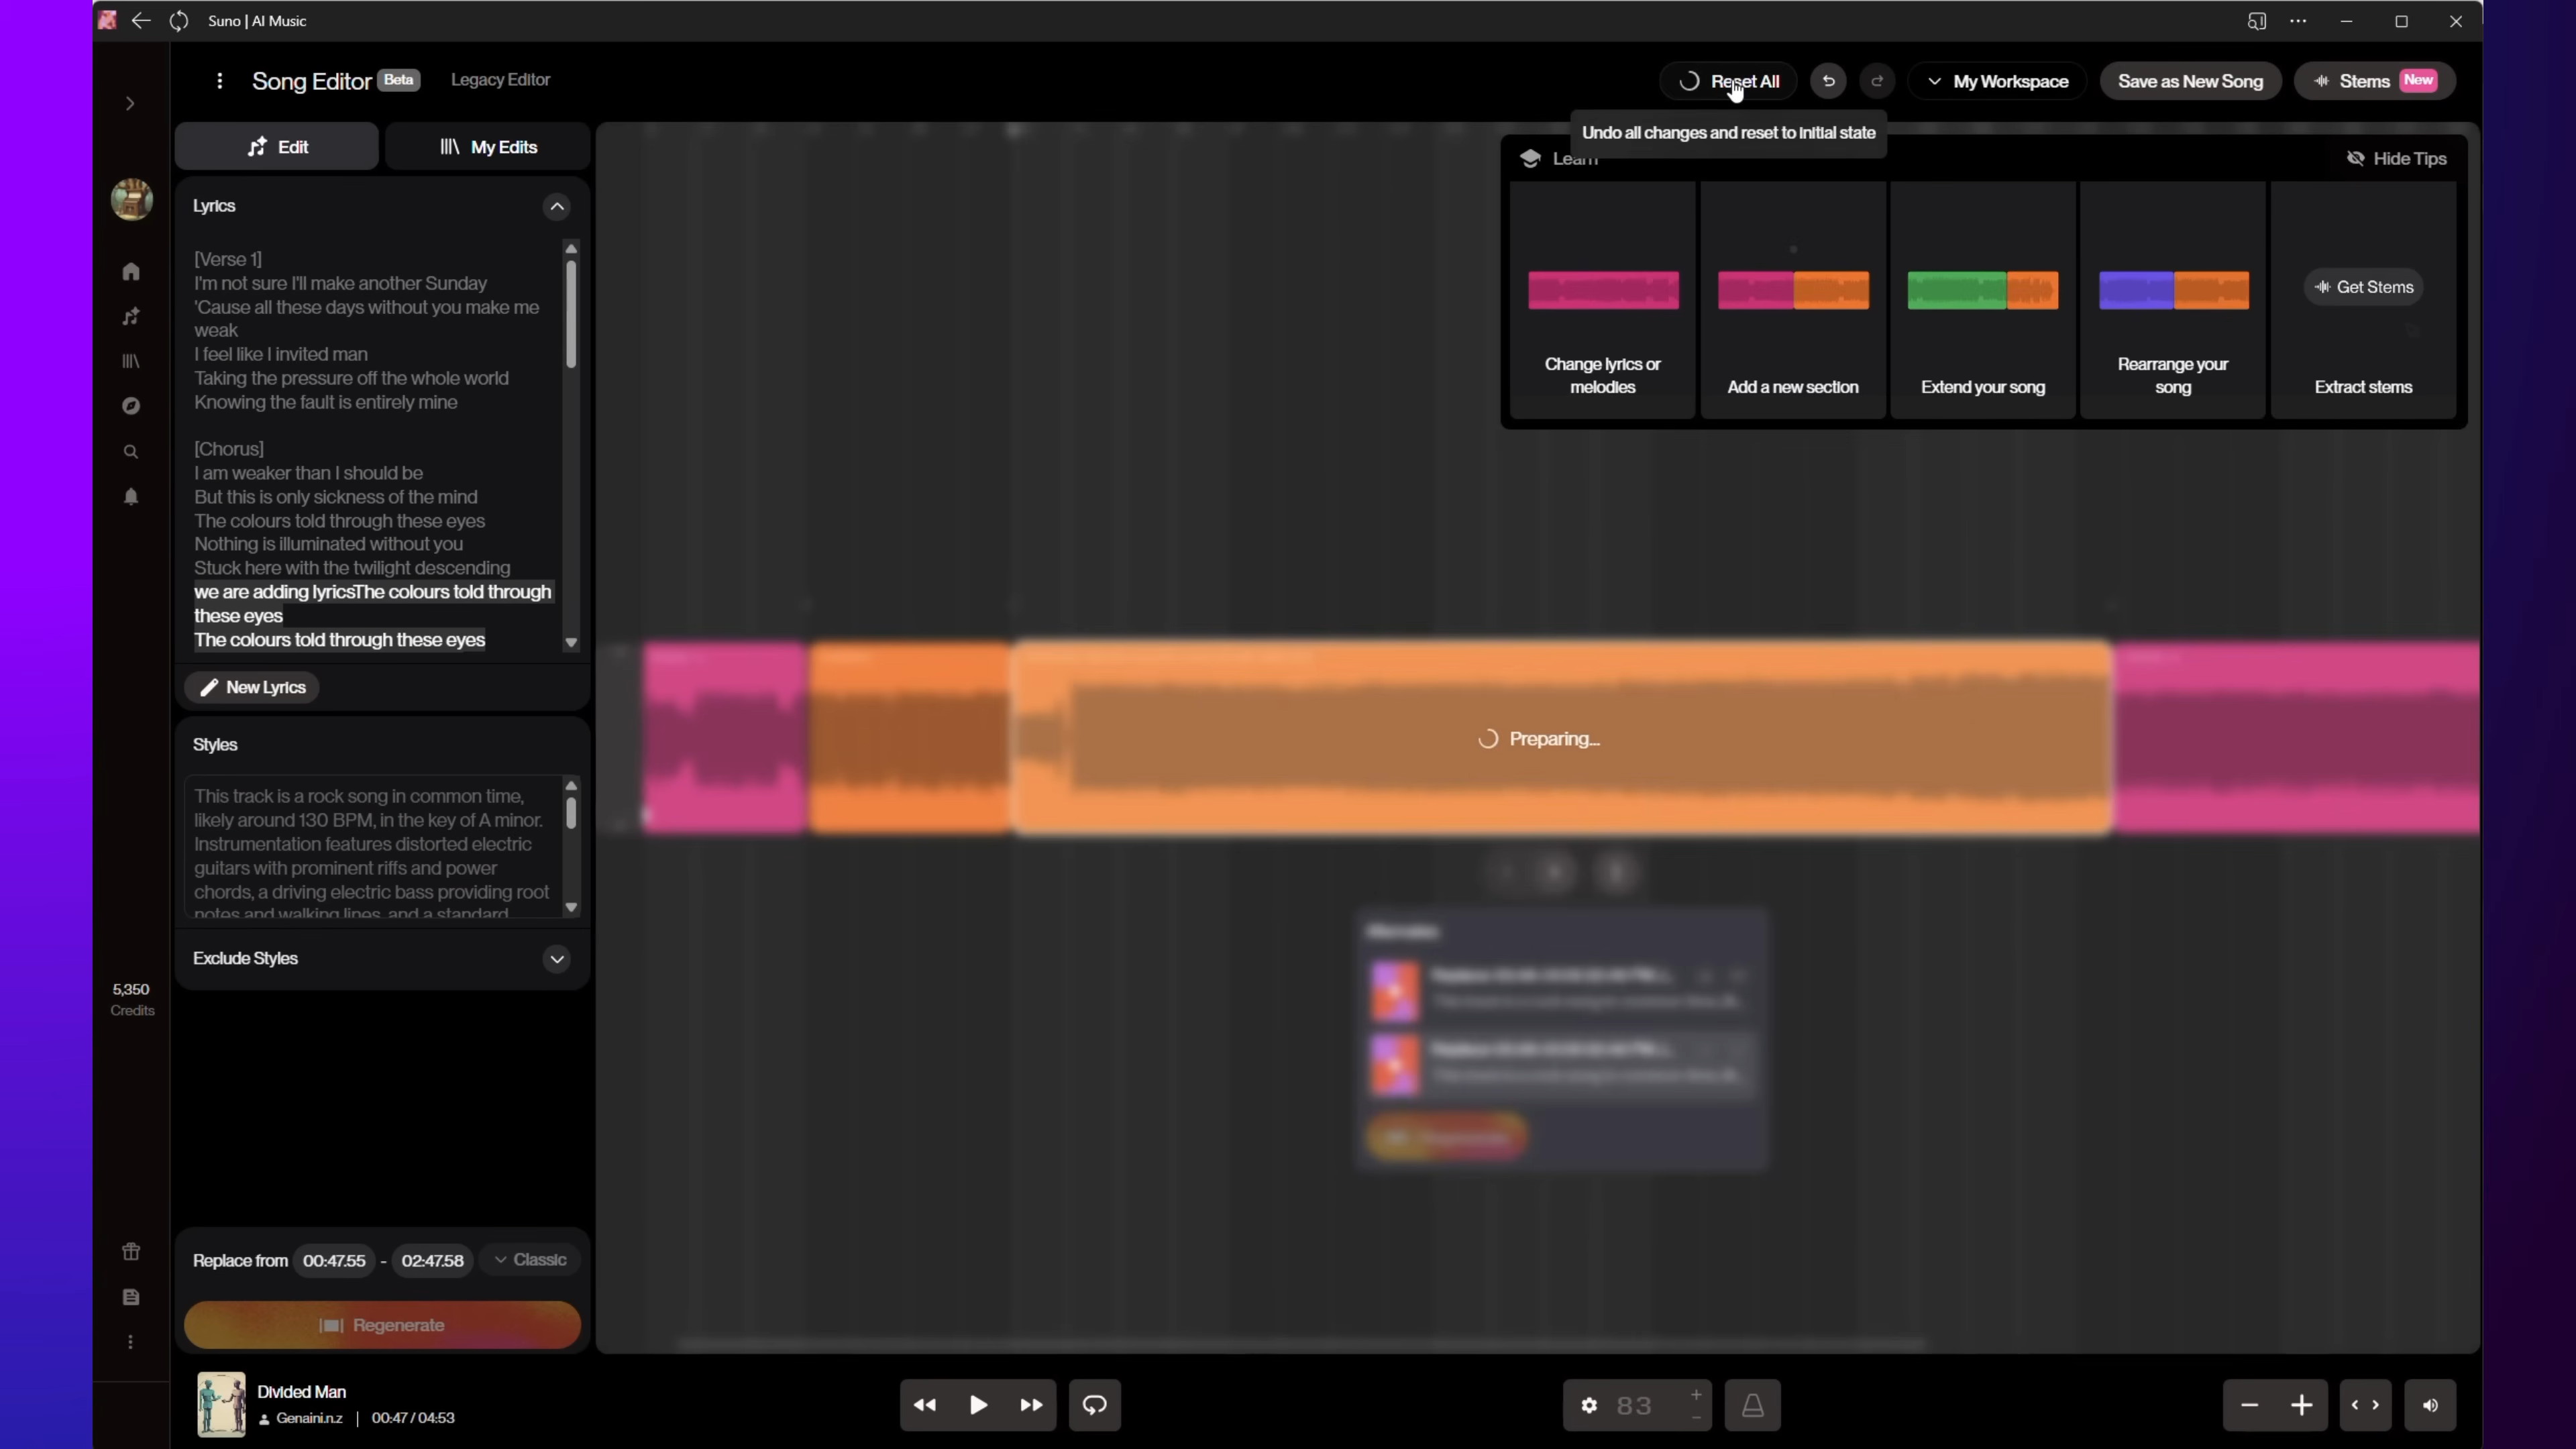 Suno | AI Music
Song Editor Beta Legacy Editor
Reset All
My Workspace
Save as New Song
Stems New
Undo all changes and reset to initial state
Edit
My Edits
Learn
Hide Tips
Lyrics
[Verse 1]
I'm not sure I'll make another Sunday
'Cause all these days without you make me
weak
I feel like I invited man
Taking the pressure off the whole world
Knowing the fault is entirely mine
[Chorus]
I am weaker than I should be
But this is only sickness of the mind
The colours told through these eyes
Nothing is illuminated without you
Stuck here with the twilight descending
we are adding lyricsThe colours told through
these eyes
The colours told through these eyes
New Lyrics
Change lyrics or
melodies
Add a new section
Extend your song
Rearrange your
song
Get Stems
Extract stems
Styles
This track is a rock song in common time,
likely around 130 BPM, in the key of A minor.
Instrumentation features distorted electric
guitars with prominent riffs and power
chords, a driving electric bass providing root
notes and walking lines, and a standard
Exclude Styles
Preparing...
5,350
Credits
Replace from 00:47.55 - 02:47.58 Classic
Regenerate
Divided Man
Genaini.n.z | 00:47 / 04:53
83